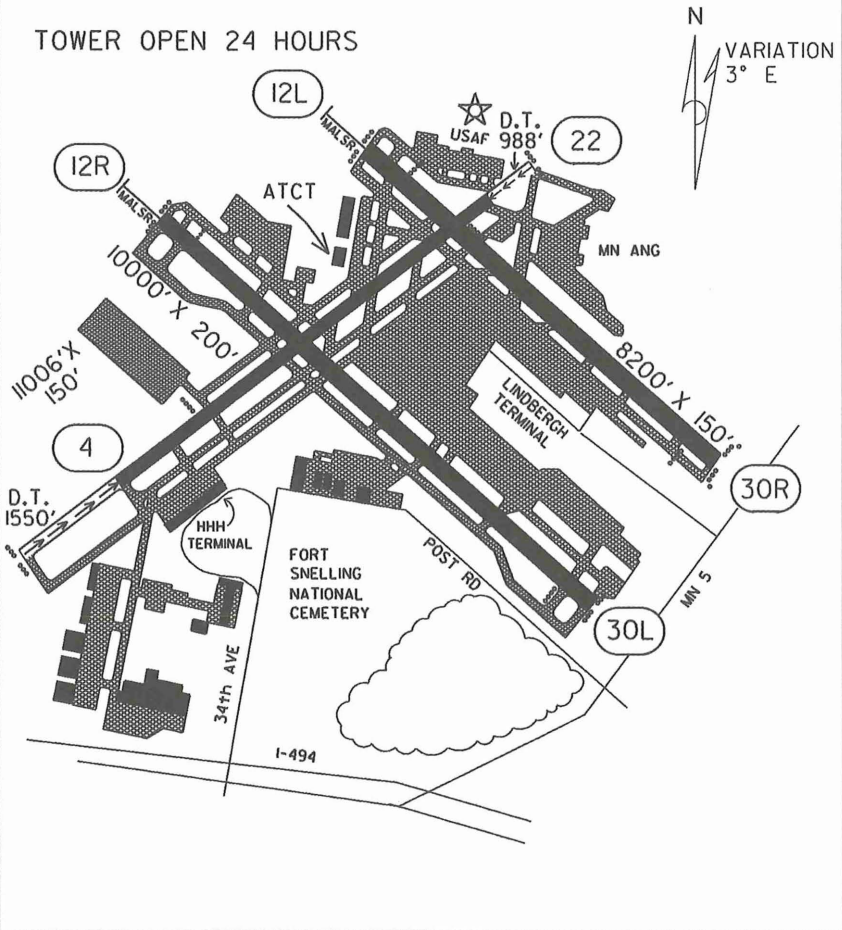 TOWER OPEN 24 HOURS
N
VARIATION
3° E
12L
MALSR
USAF
D.T.
988'
22
12R
MALSR
ATCT
MN ANG
10000' X 200'
11006' X
150'
8200' X 150'
LINDBERGH
TERMINAL
4
D.T.
1550'
30R
HHH
TERMINAL
FORT
SNELLING
NATIONAL
CEMETERY
POST RD
MN 5
30L
34th AVE
I-494